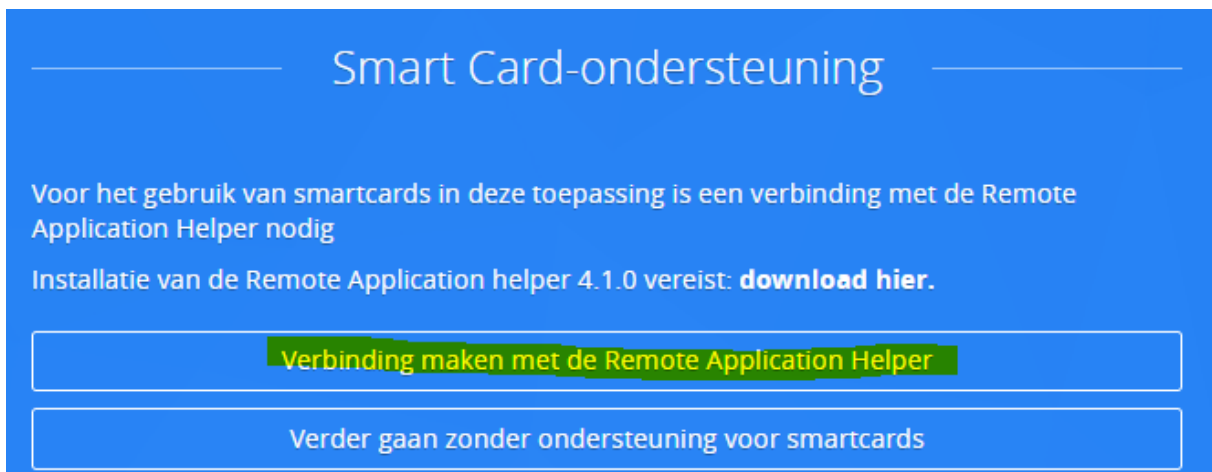 Smart Card-ondersteuning
Voor het gebruik van smartcards in deze toepassing is een verbinding met de Remote
Application Helper nodig
Installatie van de Remote Application helper 4.1.0 vereist: download hier.
Verbinding maken met de Remote Application Helper
Verder gaan zonder ondersteuning voor smartcards